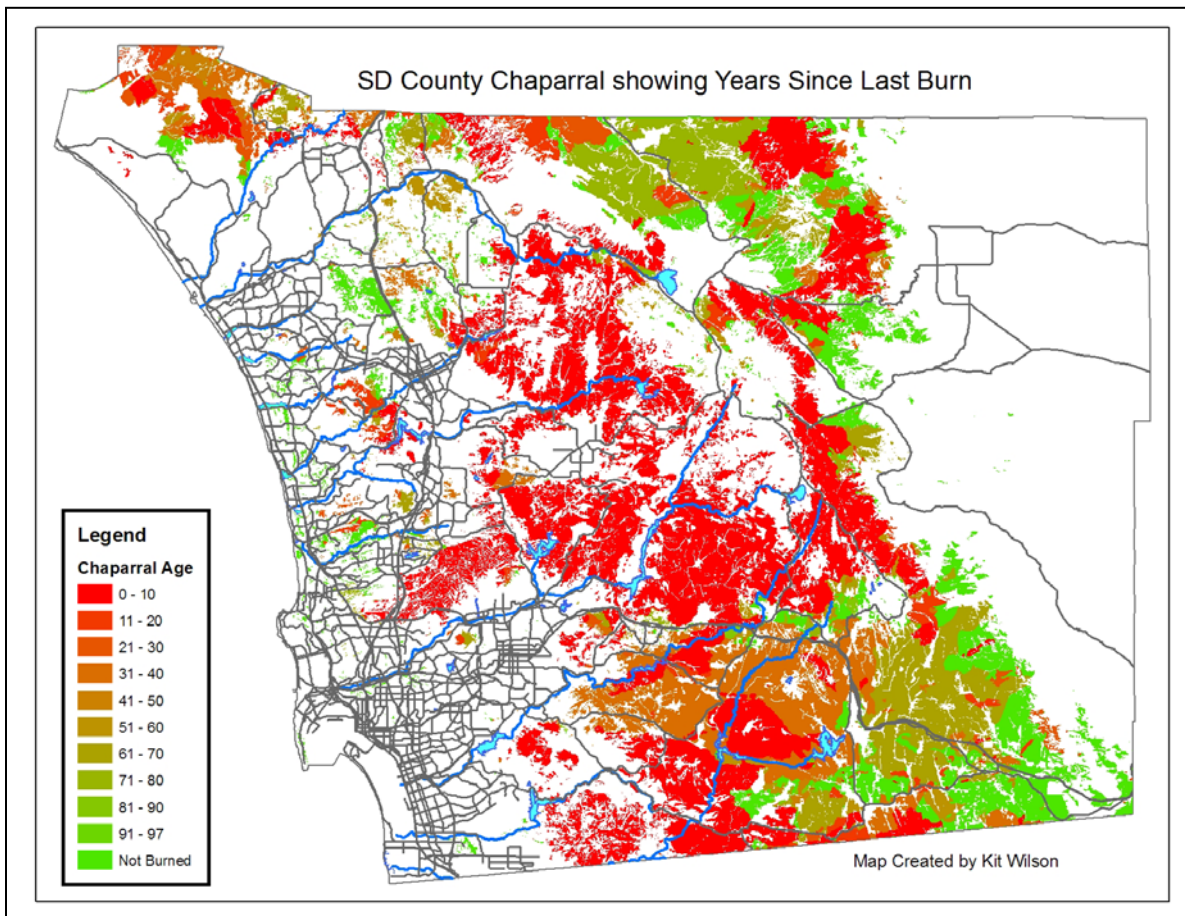 SD County Chaparral showing Years Since Last Burn
Legend
Chaparral Age
0 - 10
11 - 20
21 - 30
31 - 40
41 - 50
51 - 60
61 - 70
71 - 80
81 - 90
91 - 97
Not Burned
Map Created by Kit Wilson